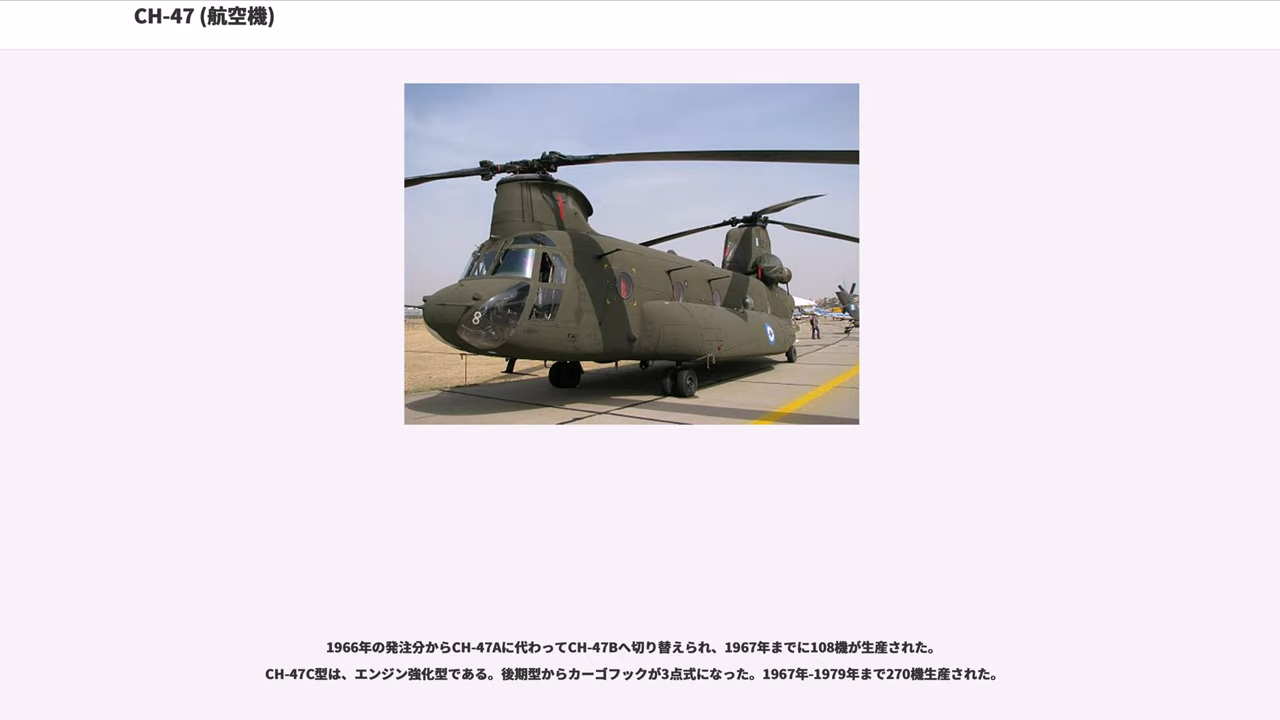 CH-47 (航空機)
8
1966年の発注分からCH-47Aに代わってCH-47Bへ切り替えられ、1967年までに108機が生産された。
CH-47C型は、エンジン強化型である。後期型からカーゴフックが3点式になった。1967年-1979年まで270機生産された。